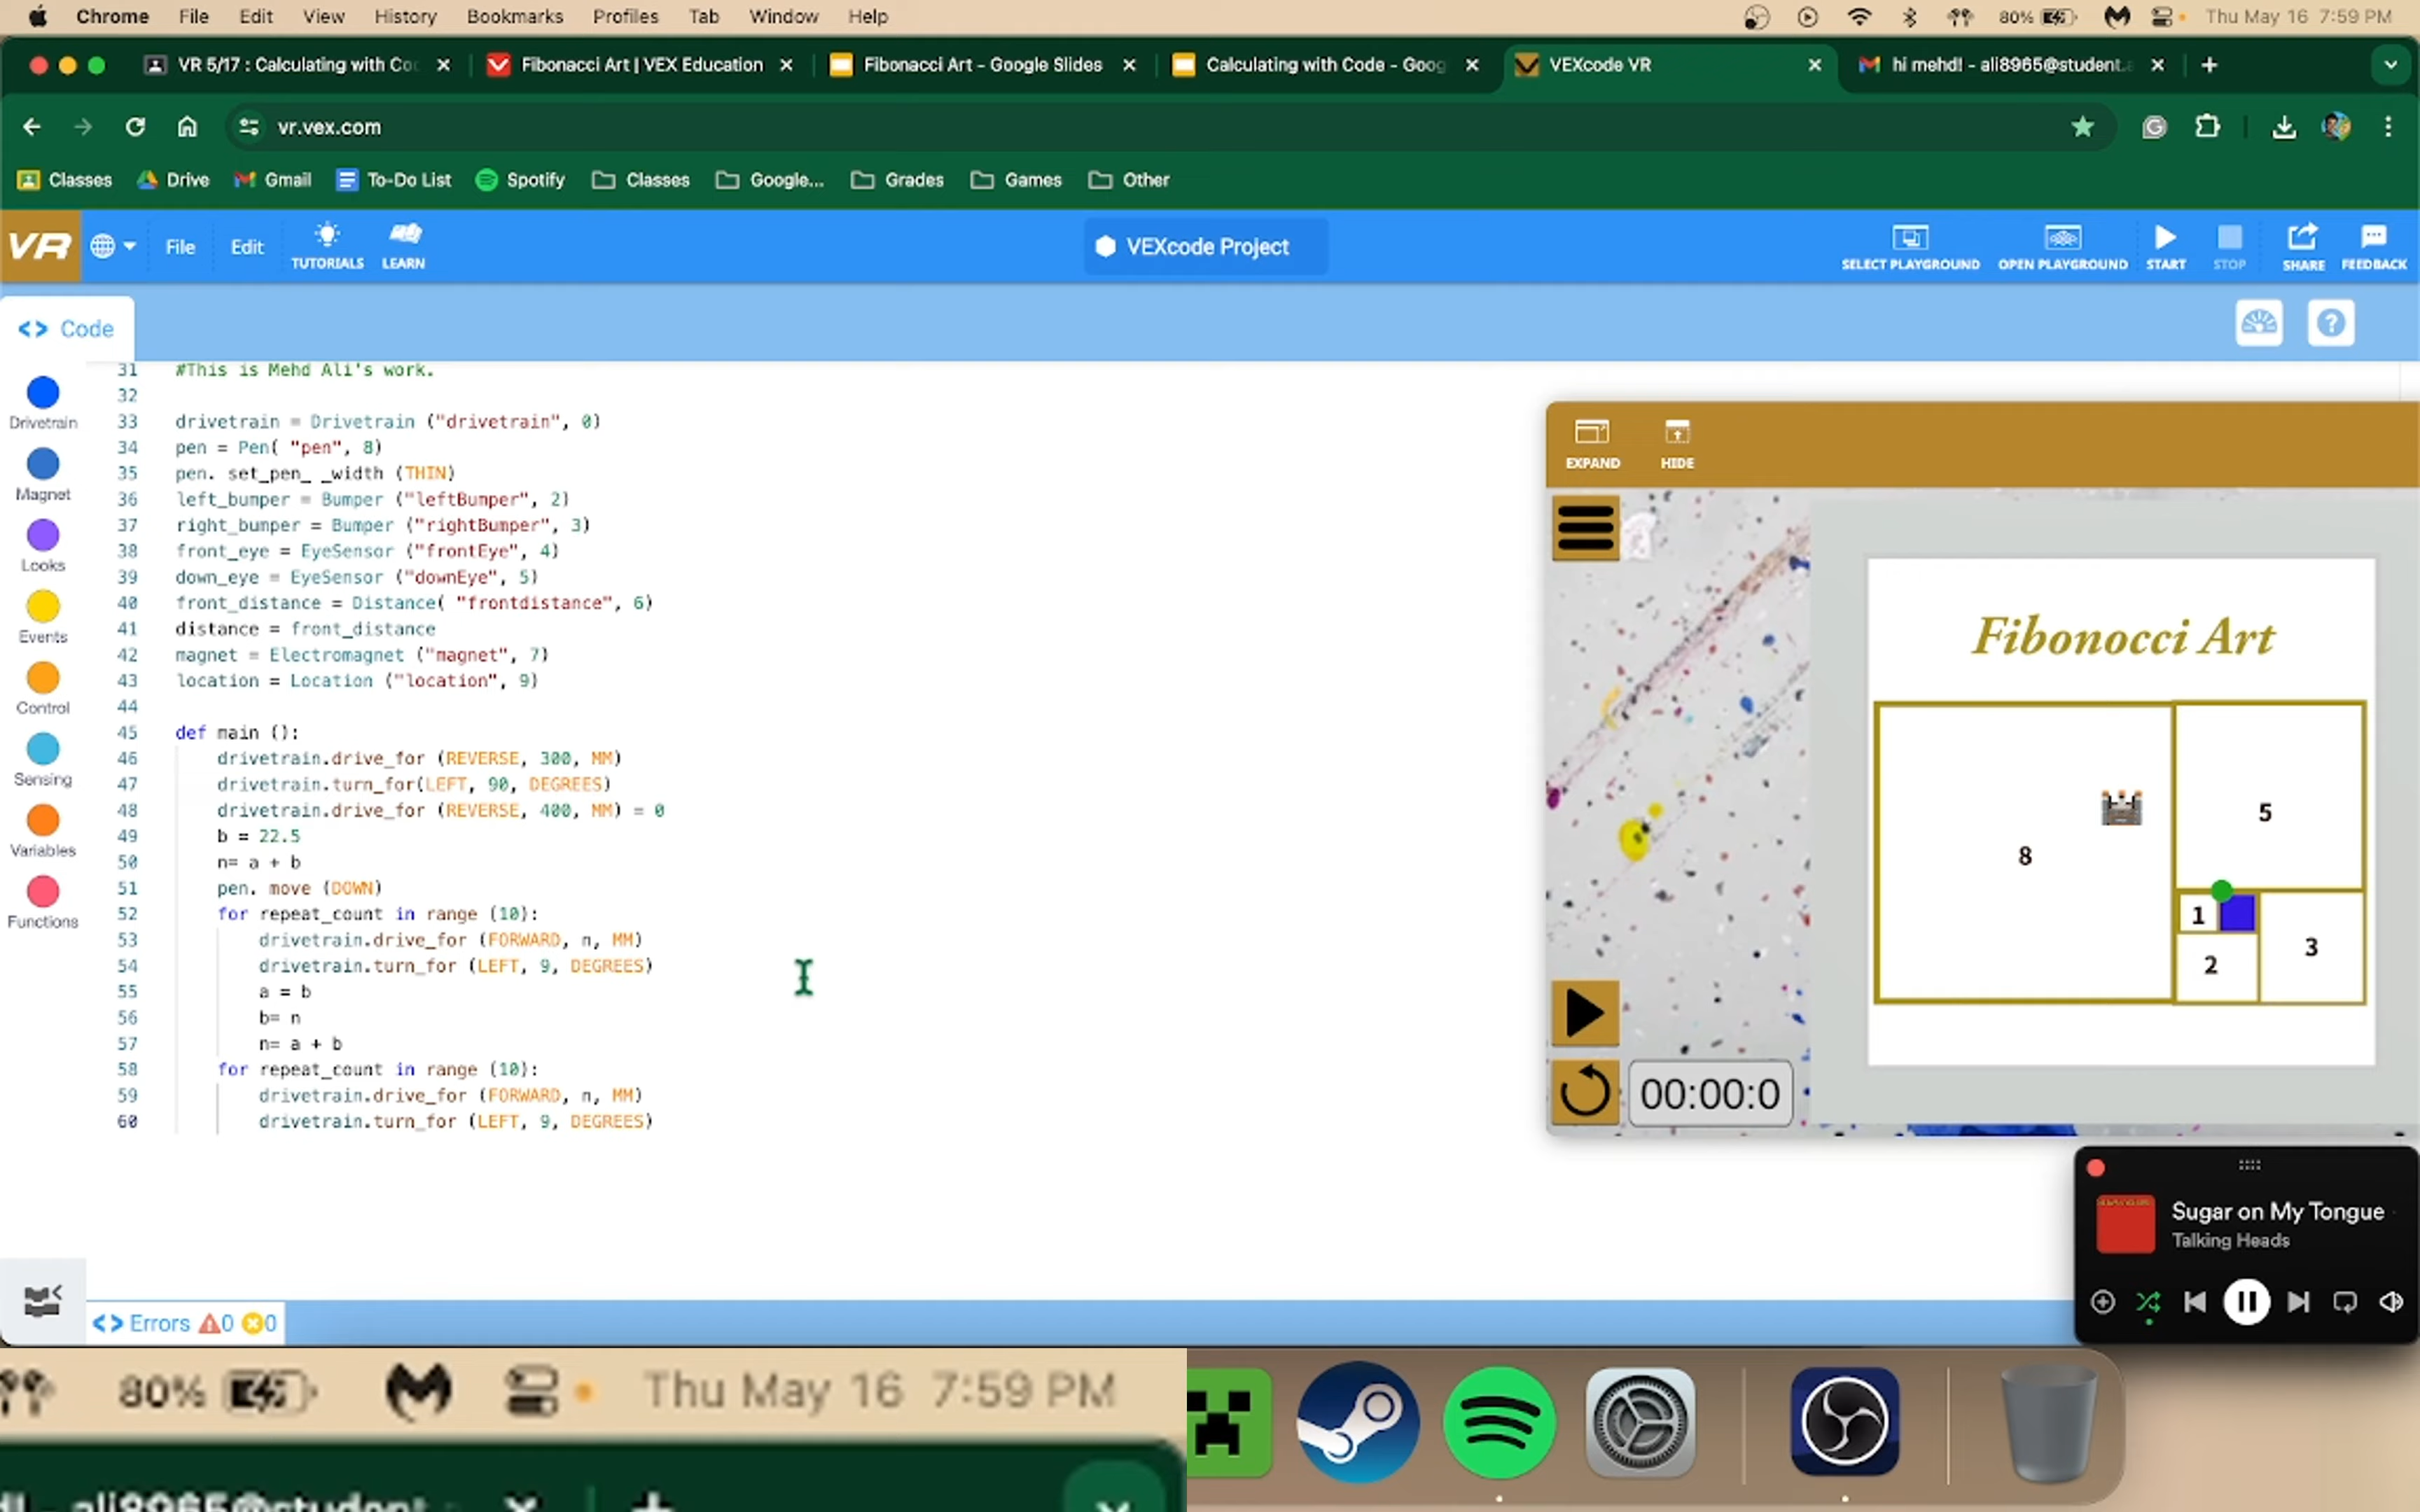 Chrome File Edit View History Bookmarks Profiles Tab Window Help 80% Thu May 16 7:59 PM
VR 5/17 : Calculating with Co Fibonacci Art | VEX Education Fibonacci Art - Google Slides Calculating with Code - Goog VEXcode VR hi mehd! - ali8965@student.
vr.vex.com
Classes Drive Gmail To-Do List Spotify Classes Google... Grades Games Other
VR File Edit TUTORIALS LEARN VEXcode Project SELECT PLAYGROUND OPEN PLAYGROUND START STOP SHARE FEEDBACK
<> Code ?
Drivetrain
Magnet
Looks
Events
Control
Sensing
Variables
Functions
31 #This is Mehd Ali's work.
32
33 drivetrain = Drivetrain ("drivetrain", 0)
34 pen = Pen( "pen", 8)
35 pen. set_pen_ _width (THIN)
36 left_bumper = Bumper ("leftBumper", 2)
37 right_bumper = Bumper ("rightBumper", 3)
38 front_eye = EyeSensor ("frontEye", 4)
39 down_eye = EyeSensor ("downEye", 5)
40 front_distance = Distance( "frontdistance", 6)
41 distance = front_distance
42 magnet = Electromagnet ("magnet", 7)
43 location = Location ("location", 9)
44
45 def main ():
46 drivetrain.drive_for (REVERSE, 300, MM)
47 drivetrain.turn_for(LEFT, 90, DEGREES)
48 drivetrain.drive_for (REVERSE, 400, MM) = 0
49 b = 22.5
50 n= a + b
51 pen. move (DOWN)
52 for repeat_count in range (10):
53 drivetrain.drive_for (FORWARD, n, MM)
54 drivetrain.turn_for (LEFT, 9, DEGREES)
55 a = b
56 b= n
57 n= a + b
58 for repeat_count in range (10):
59 drivetrain.drive_for (FORWARD, n, MM)
60 drivetrain.turn_for (LEFT, 9, DEGREES)
EXPAND HIDE
Fibonocci Art
5
8
1
3
2
00:00:0
Sugar on My Tongue
Talking Heads
<> Errors 0 0
80% Thu May 16 7:59 PM
d! - ali8965@student